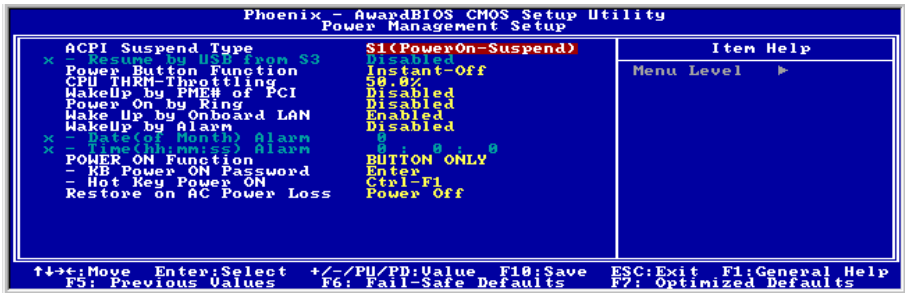 Phoenix - AwardBIOS CMOS Setup Utility
Power Management Setup
ACPI Suspend Type S1(PowerOn-Suspend) Item Help
x - Resume by USB from S3 Disabled
Power Button Function Instant-Off Menu Level ►
CPU THRM-Throttling 50.0%
WakeUp by PME# of PCI Disabled
Power On by Ring Disabled
Wake Up by Onboard LAN Enabled
WakeUp by Alarm Disabled
x - Date(of Month) Alarm 0
x - Time(hh:mm:ss) Alarm 0 : 0 : 0
POWER ON Function BUTTON ONLY
- KB Power ON Password Enter
- Hot Key Power ON Ctrl-F1
Restore on AC Power Loss Power Off
↑↓→←:Move Enter:Select +/-/PU/PD:Value F10:Save ESC:Exit F1:General Help
F5: Previous Values F6: Fail-Safe Defaults F7: Optimized Defaults